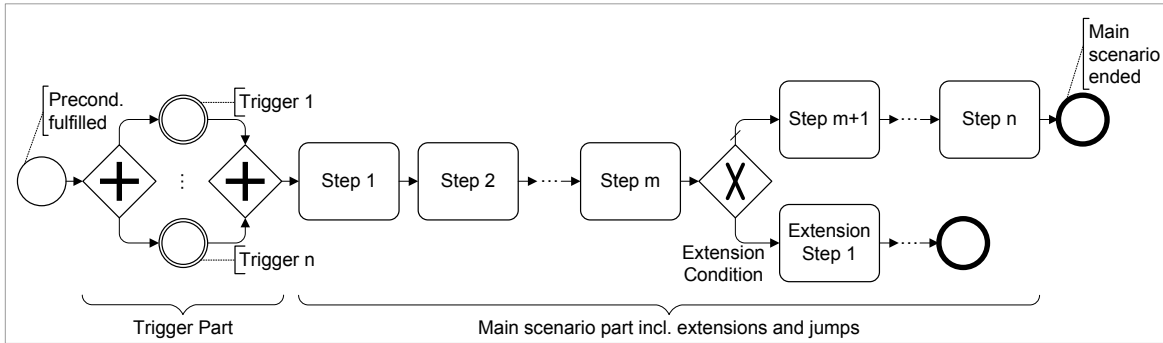 Precond.
fulfilled
Trigger 1
⋮
Trigger n
Step 1
Step 2
Step m
Extension
Condition
Step m+1
Step n
Main
scenario
ended
Extension
Step 1
Trigger Part
Main scenario part incl. extensions and jumps